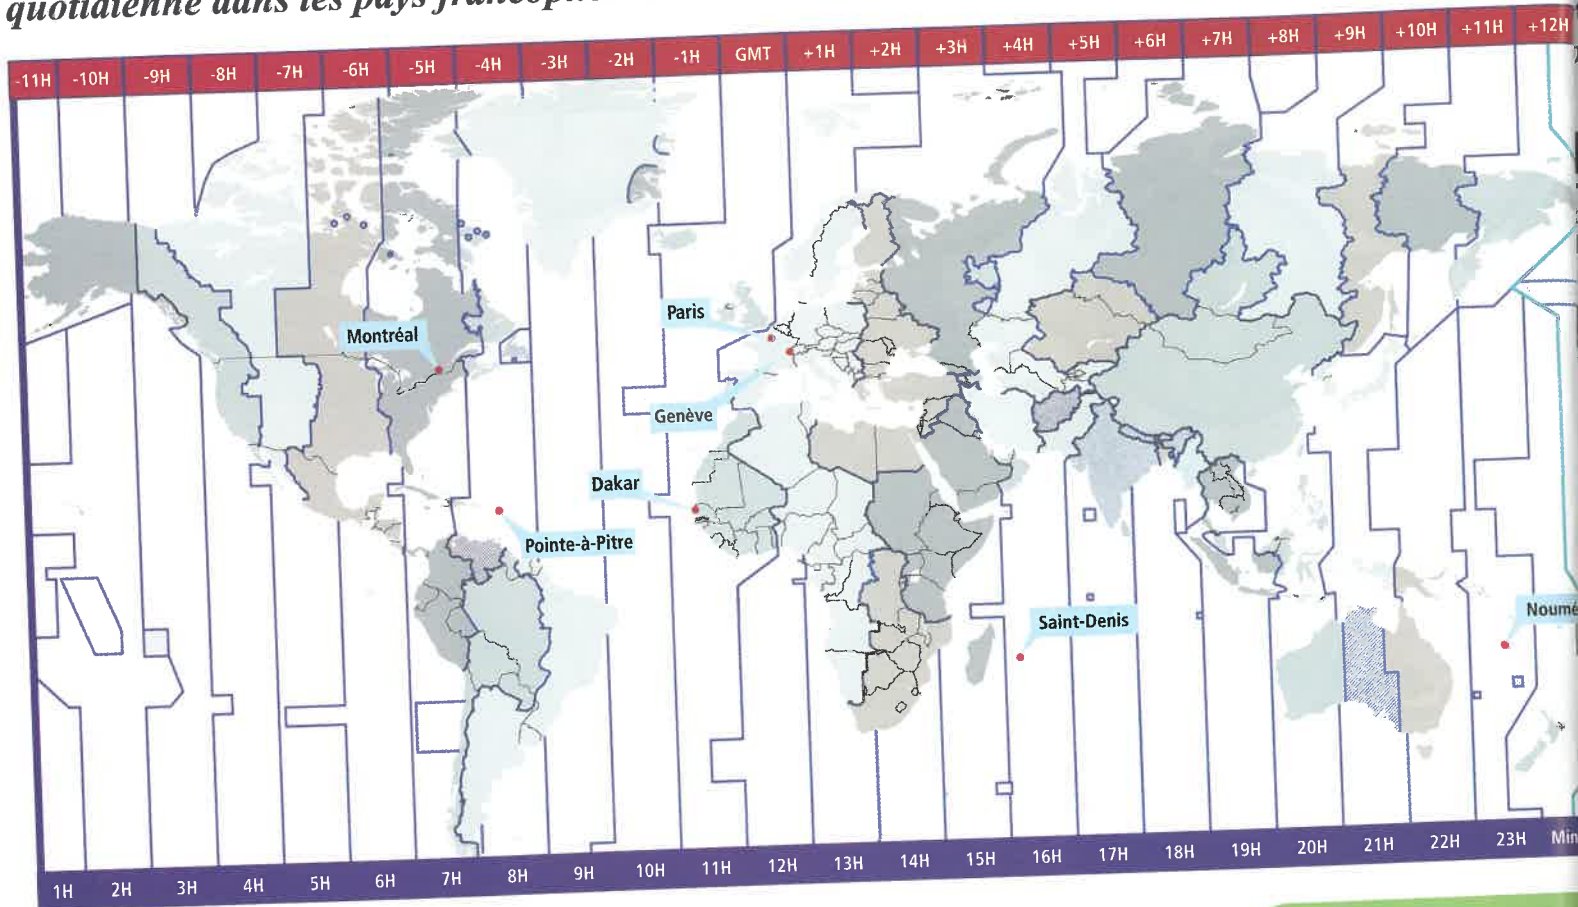 quotidienne dans les pays
-11H -10H -9H -8H -7H -6H -5H -4H -3H -2H -1H GMT +1H +2H +3H +4H +5H +6H +7H +8H +9H +10H +11H +12H
Paris
Montréal
Genève
Dakar
Pointe-à-Pitre
Saint-Denis
Noumé
1H 2H 3H 4H 5H 6H 7H 8H 9H 10H 11H 12H 13H 14H 15H 16H 17H 18H 19H 20H 21H 22H 23H Min